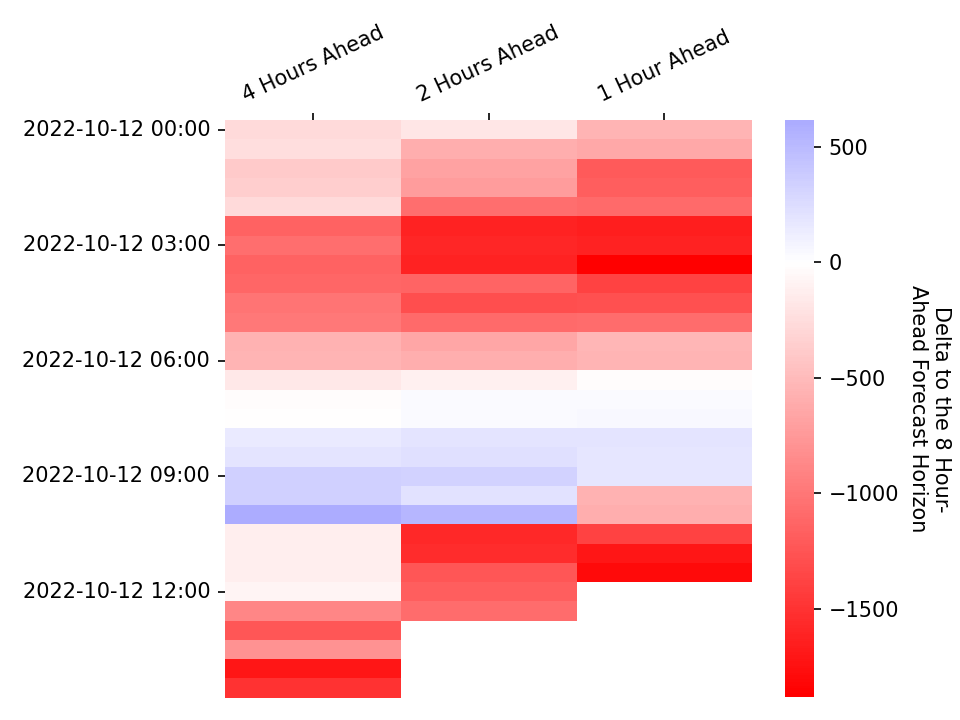 4 Hours Ahead
2 Hours Ahead
1 Hour Ahead
2022-10-12 00:00
2022-10-12 03:00
2022-10-12 06:00
2022-10-12 09:00
2022-10-12 12:00
500
0
−500
−1000
−1500
Delta to the 8 Hour-
Ahead Forecast Horizon